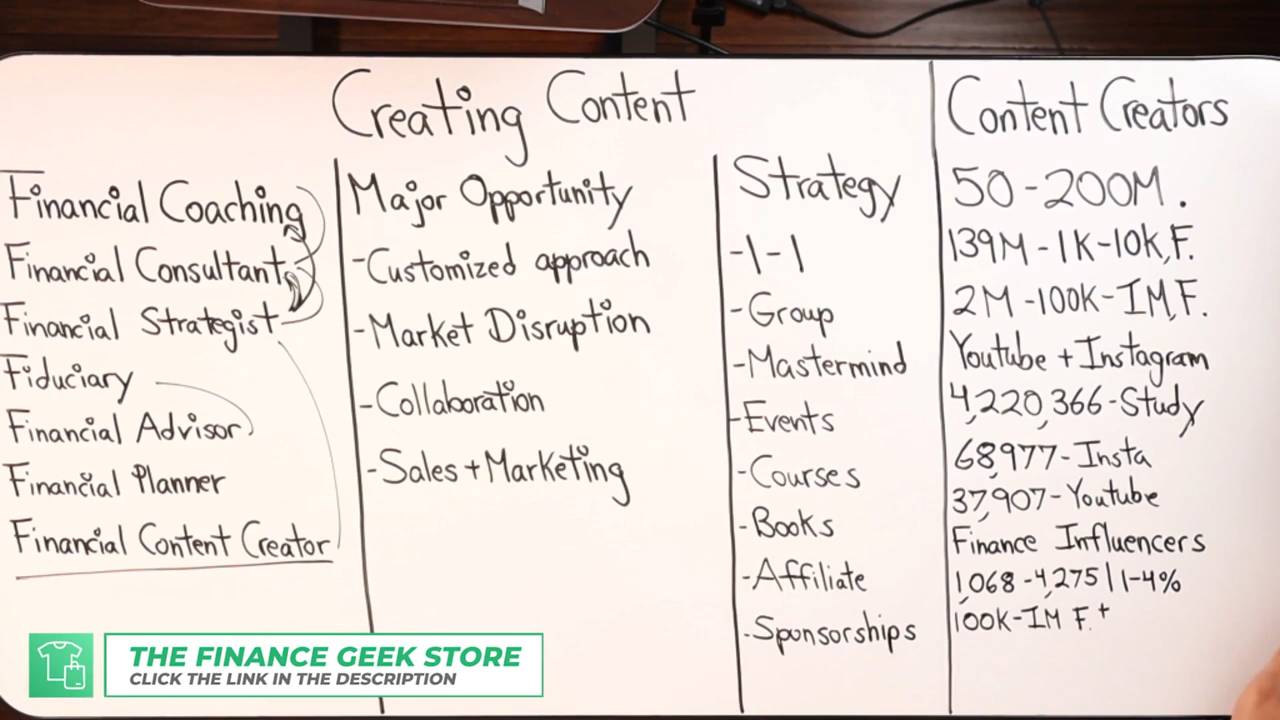 Creating Content
Financial Coaching
Financial Consultant
Financial Strategist
Fiduciary
Financial Advisor
Financial Planner
Financial Content Creator
Major Opportunity
-Customized approach
-Market Disruption
-Collaboration
-Sales + Marketing
Strategy
-1-1
-Group
-Mastermind
-Events
-Courses
-Books
-Affiliate
-Sponsorships
Content Creators
50-200M.
139M-1K-10K,F.
2M-100K-1M,F.
Youtube + Instagram
4,220,366-Study
68,977-Insta
37,907-Youtube
Finance Influencers
1,068-4,275 | 1-4%
100K-1M F.+
THE FINANCE GEEK STORE
CLICK THE LINK IN THE DESCRIPTION